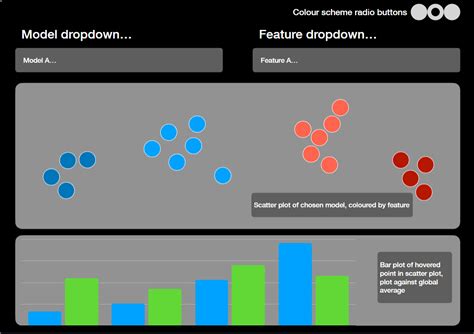 Colour scheme radio buttons
Model dropdown...
Feature dropdown...
Model A...
Feature A...
Scatter plot of chosen model, coloured by feature
Bar plot of hovered
point in scatter plot,
plot against global
average